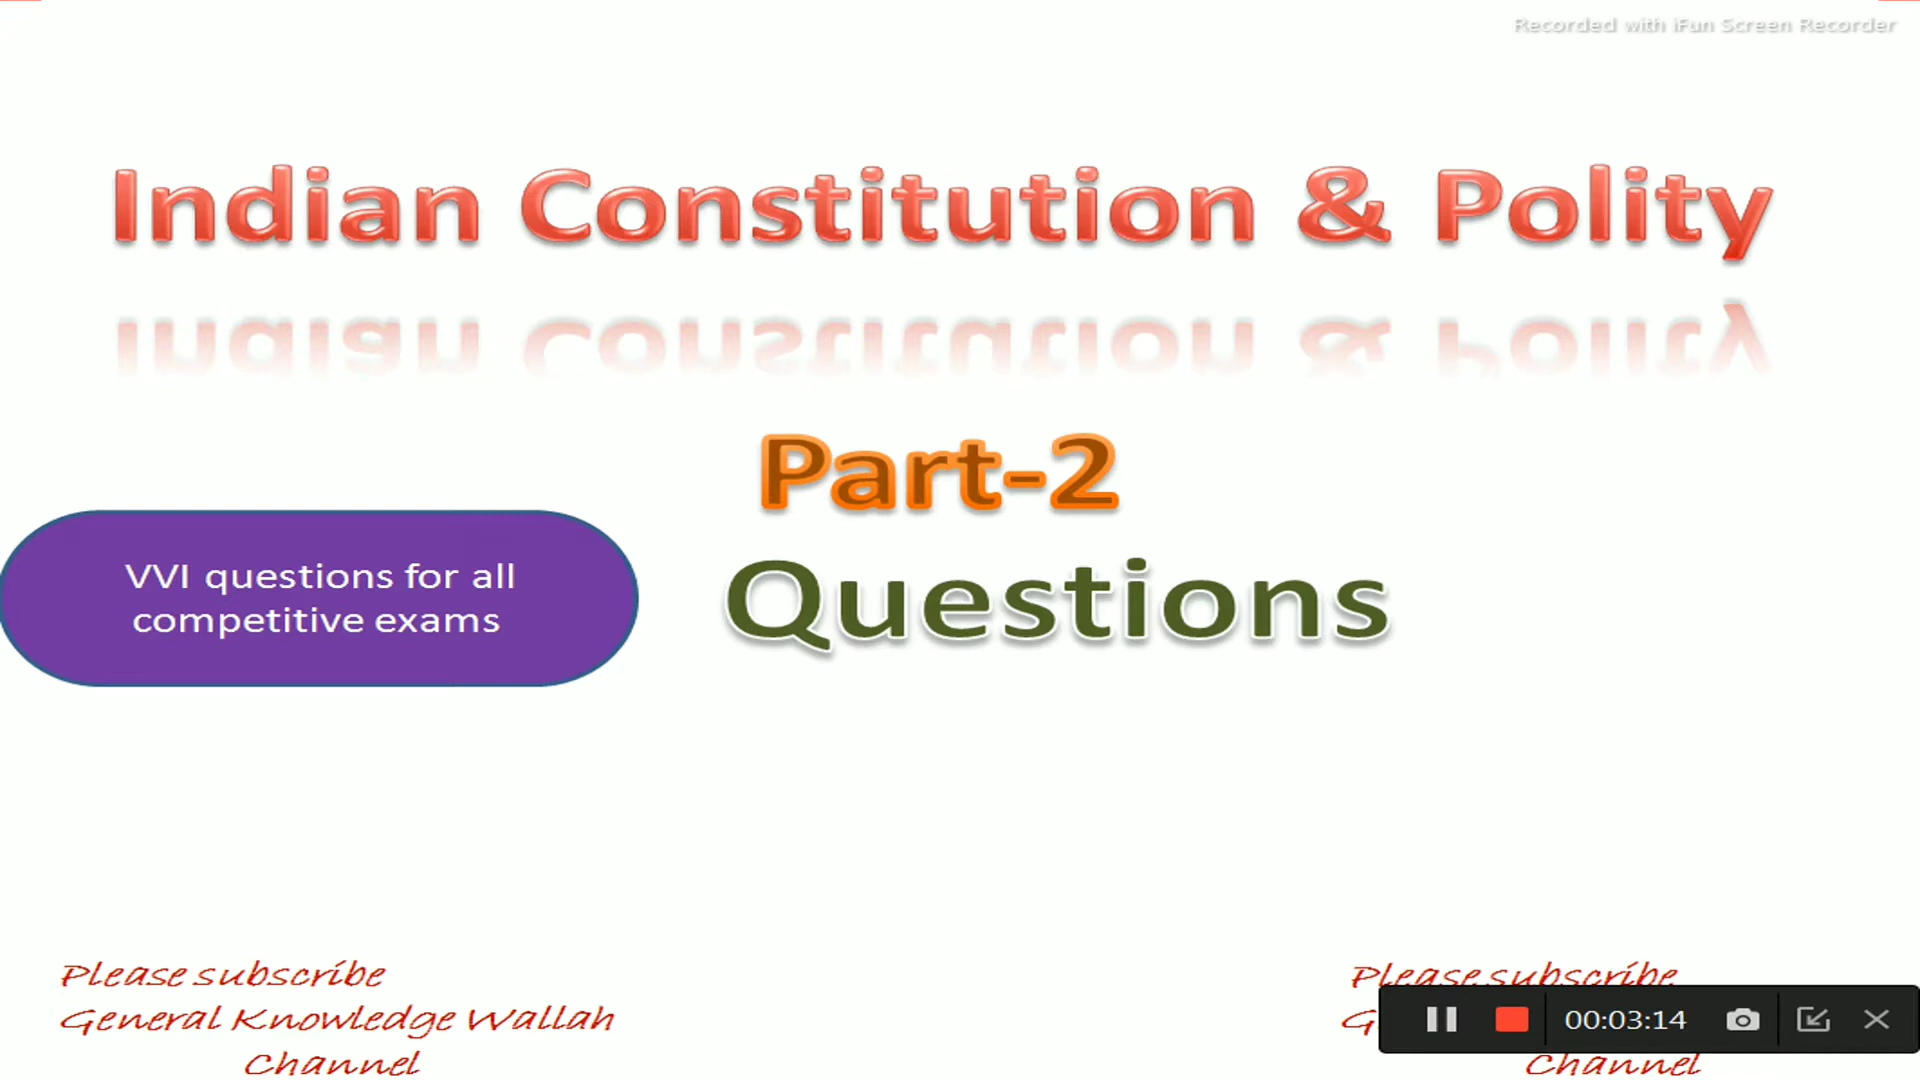 Recorded with iFun Screen Recorder
Indian Constitution & Polity
Part-2
Questions
VVI questions for all
competitive exams
Please subscribe
General Knowledge Wallah
Channel
Please subscribe
G
Channel
00:03:14